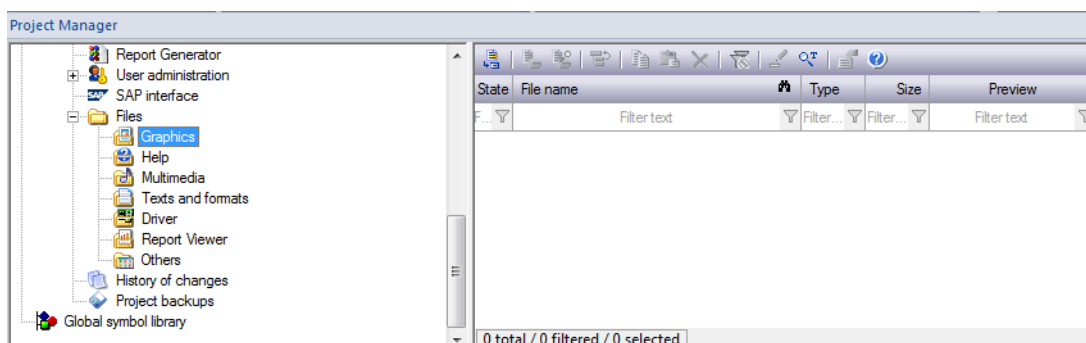 Project Manager
Report Generator
User administration
SAP SAP interface
Files
Graphics
Help
Multimedia
Texts and formats
Driver
Report Viewer
Others
History of changes
Project backups
Global symbol library
State File name Type Size Preview
F... Filter text Filter... Filter... Filter text
0 total / 0 filtered / 0 selected